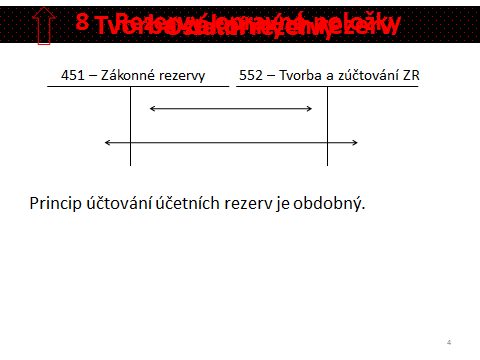 451 – Zákonné rezervy
552 – Tvorba a zúčtování ZR
Princip účtování účetních rezerv je obdobný.
4